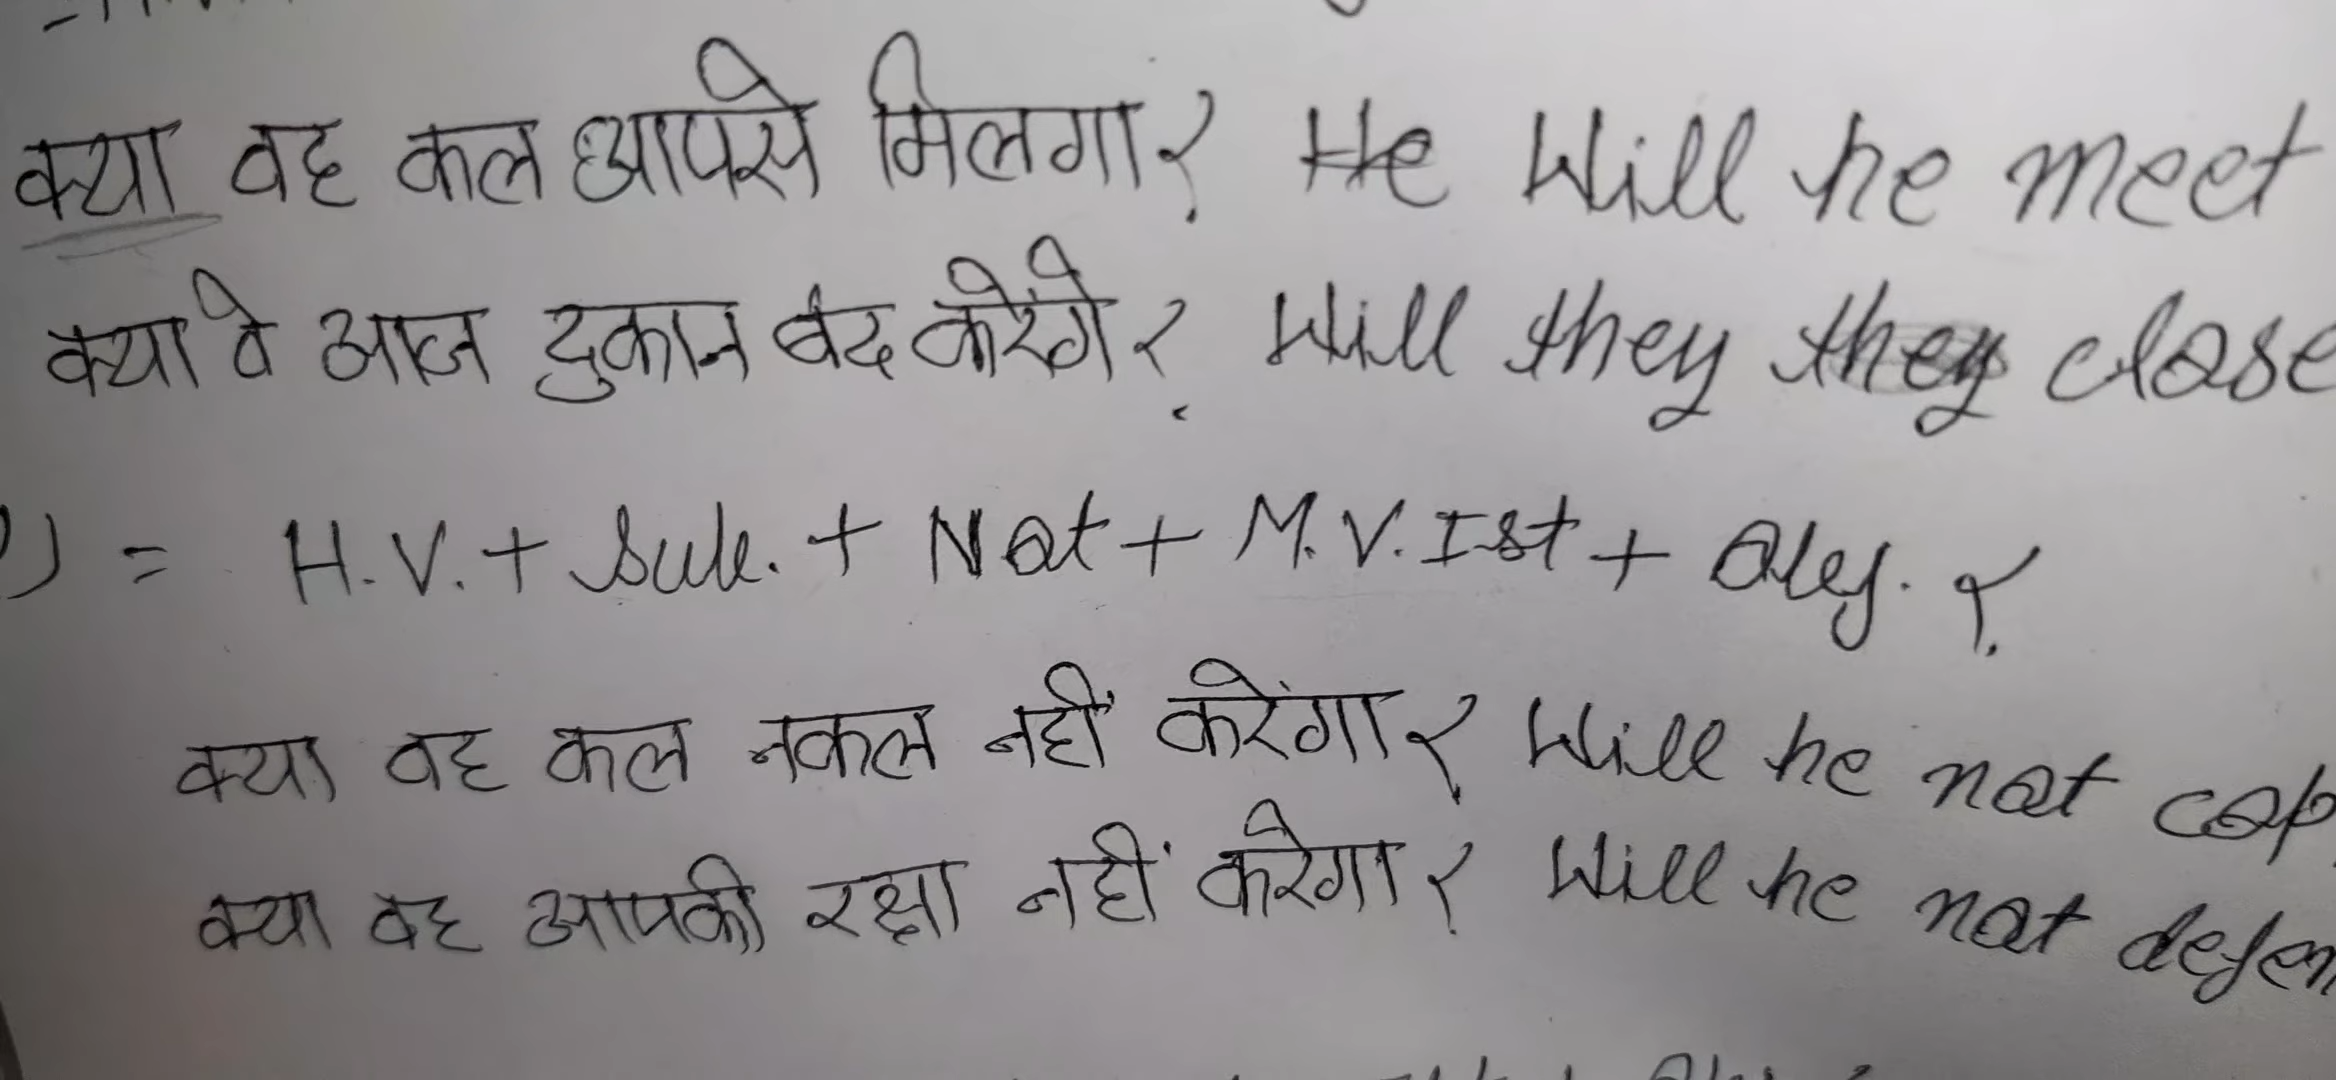 क्या वह कल आपसे मिलगा? He Will he meet
क्या वे आज दुकान बंद करेंगे? Will they they close
) = H.V. + Sub. + Not + M.V. Ist + Obj. ?
क्या वह कल नकल नहीं करेंगा? Will he not cop
क्या वह आपकी रक्षा नहीं करेगा? Will he not defen